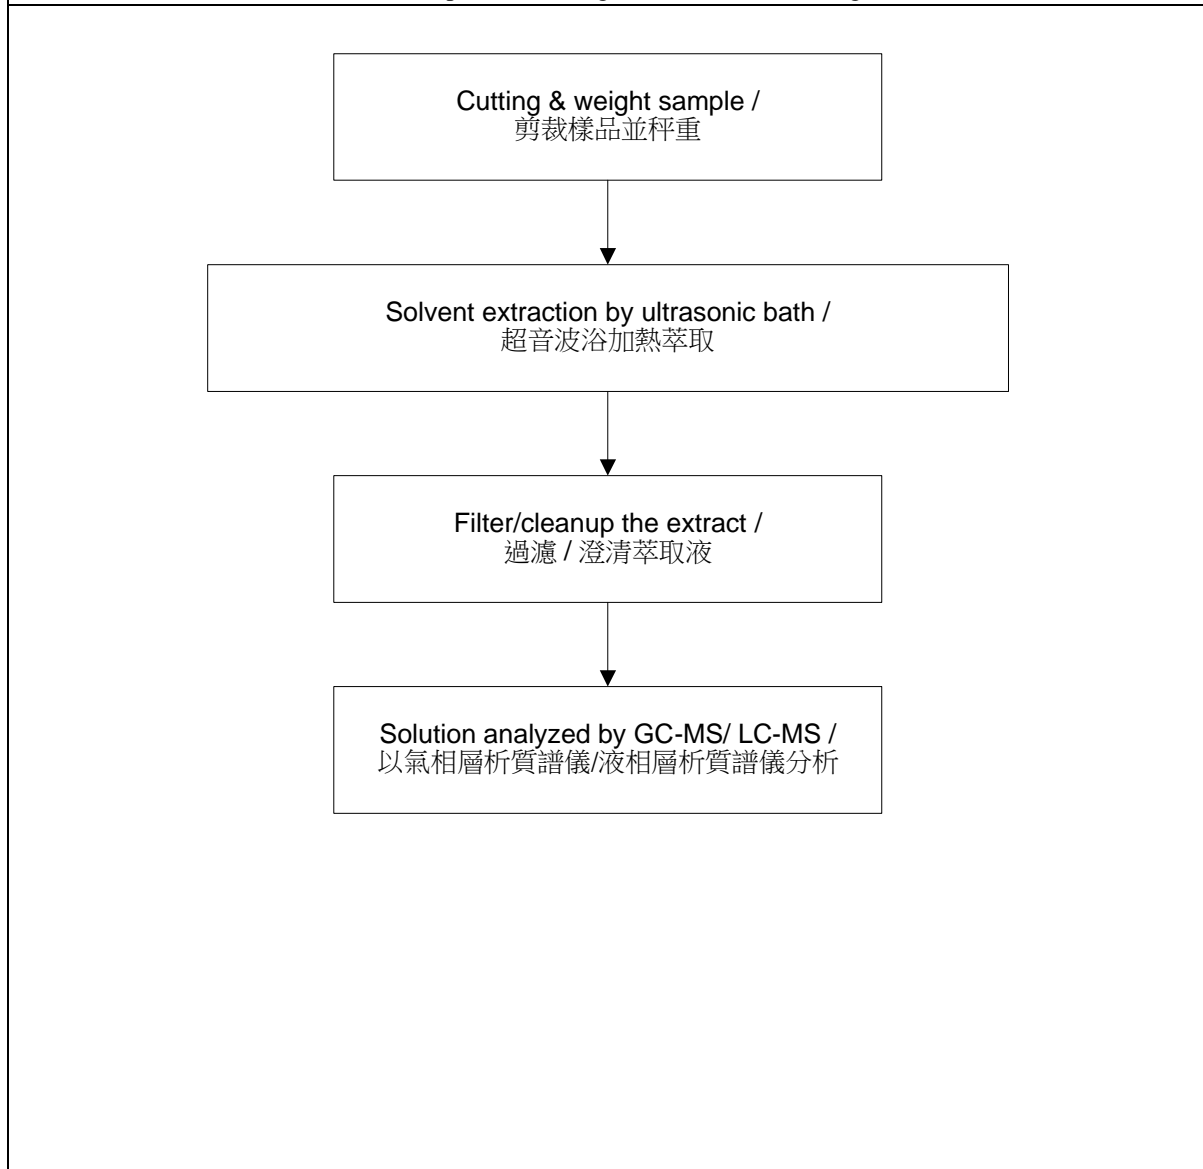 Cutting & weight sample /
剪裁樣品並秤重
Solvent extraction by ultrasonic bath /
超音波浴加熱萃取
Filter/cleanup the extract /
過濾 / 澄清萃取液
Solution analyzed by GC-MS/ LC-MS /
以氣相層析質譜儀/液相層析質譜儀分析